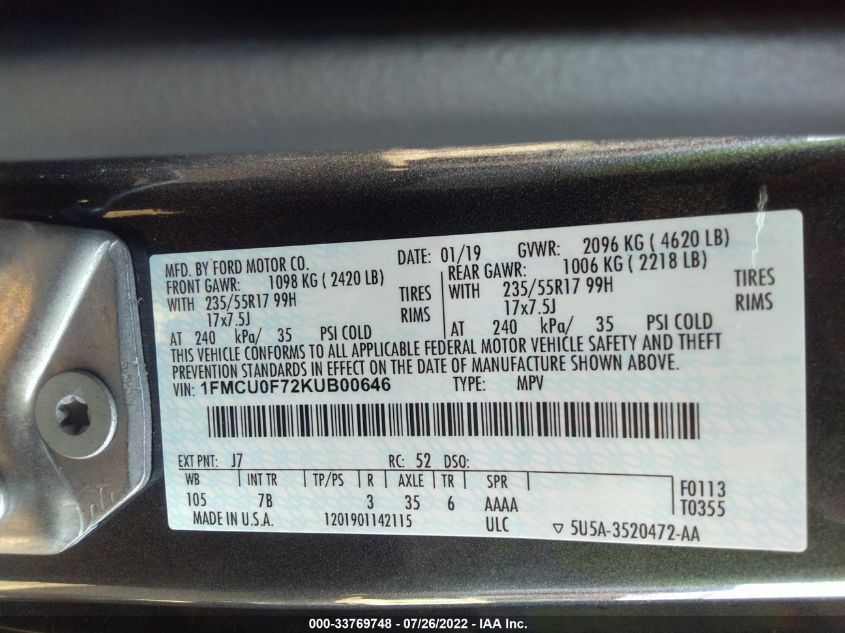 MFD. BY FORD MOTOR CO.
DATE: 01/19 GVWR: 2096 KG ( 4620 LB)
FRONT GAWR: 1098 KG ( 2420 LB)
REAR GAWR: 1006 KG ( 2218 LB)
WITH 235/55R17 99H TIRES
WITH 235/55R17 99H TIRES
17x7.5J RIMS
17x7.5J RIMS
AT 240 kPa/ 35 PSI COLD
AT 240 kPa/ 35 PSI COLD
THIS VEHICLE CONFORMS TO ALL APPLICABLE FEDERAL MOTOR VEHICLE SAFETY AND THEFT
PREVENTION STANDARDS IN EFFECT ON THE DATE OF MANUFACTURE SHOWN ABOVE.
VIN: 1FMCU0F72KUB00646 TYPE: MPV
EXT PNT: J7 RC: 52 DSO:
WB INT TR TP/PS R AXLE TR SPR
105 7B 3 35 6 AAAA
F0113
T0355
MADE IN U.S.A. 1201901142115 ULC ▽ 5U5A-3520472-AA
000-33769748 - 07/26/2022 - IAA Inc.